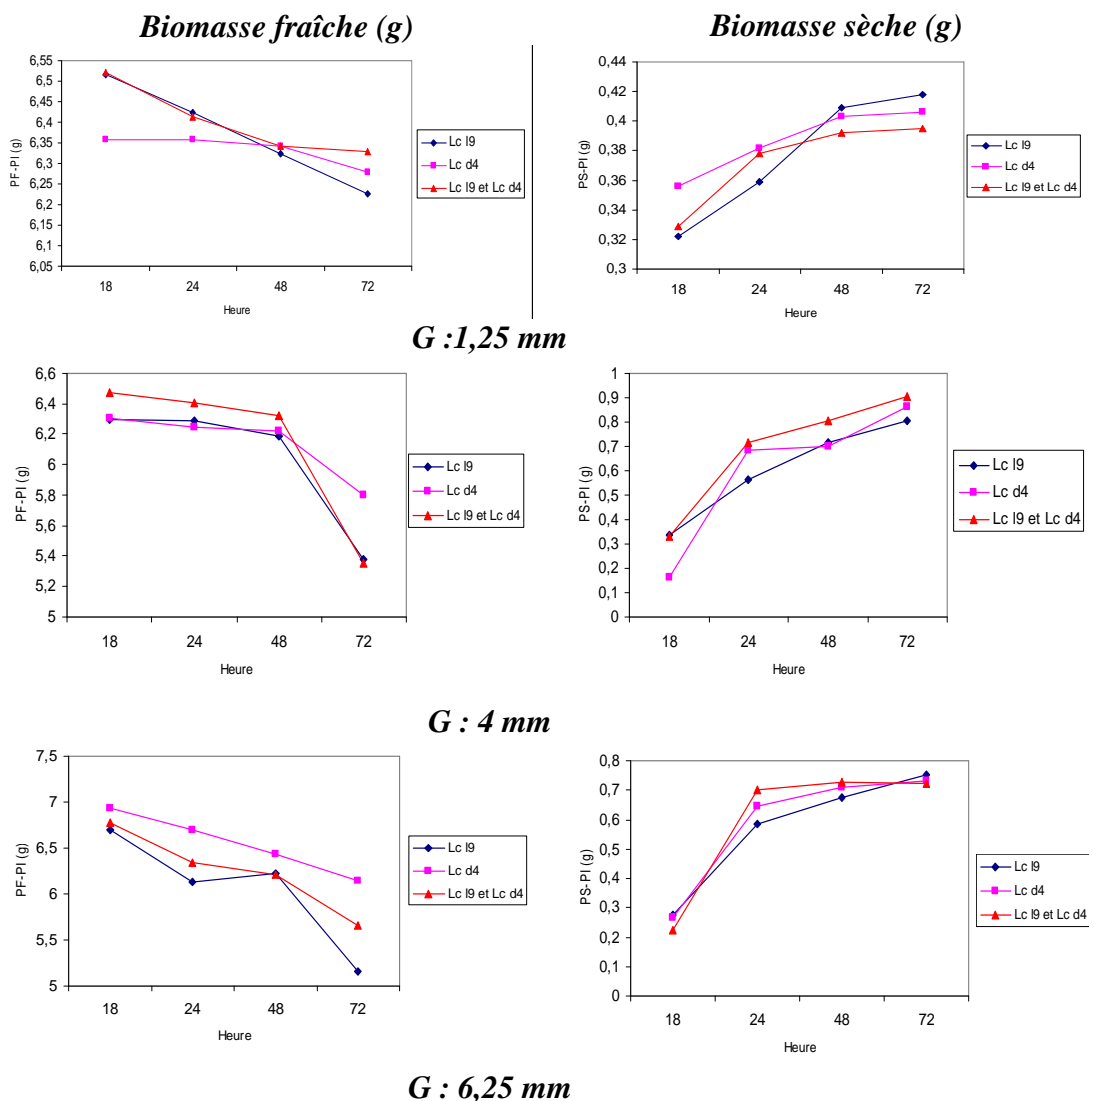 Biomasse fraîche (g)
Biomasse sèche (g)
6,55
6,5
6,45
6,4
6,35
6,3
6,25
6,2
6,15
6,1
6,05
PF-PI (g)
18 24 48 72
Heure
Lc l9
Lc d4
Lc l9 et Lc d4
0,44
0,42
0,4
0,38
0,36
0,34
0,32
0,3
PS-PI (g)
18 24 48 72
Heure
Lc l9
Lc d4
Lc l9 et Lc d4
G :1,25 mm
6,6
6,4
6,2
6
5,8
5,6
5,4
5,2
5
PF-PI (g)
18 24 48 72
Heure
Lc l9
Lc d4
Lc l9 et Lc d4
1
0,9
0,8
0,7
0,6
0,5
0,4
0,3
0,2
0,1
0
PS-PI (g)
18 24 48 72
Heure
Lc l9
Lc d4
Lc l9 et Lc d4
G : 4 mm
7,5
7
6,5
6
5,5
5
PF-PI (g)
18 24 48 72
Heure
Lc l9
Lc d4
Lc l9 et Lc d4
0,8
0,7
0,6
0,5
0,4
0,3
0,2
0,1
0
PS-PI (g)
18 24 48 72
Heure
Lc l9
Lc d4
Lc l9 et Lc d4
G : 6,25 mm